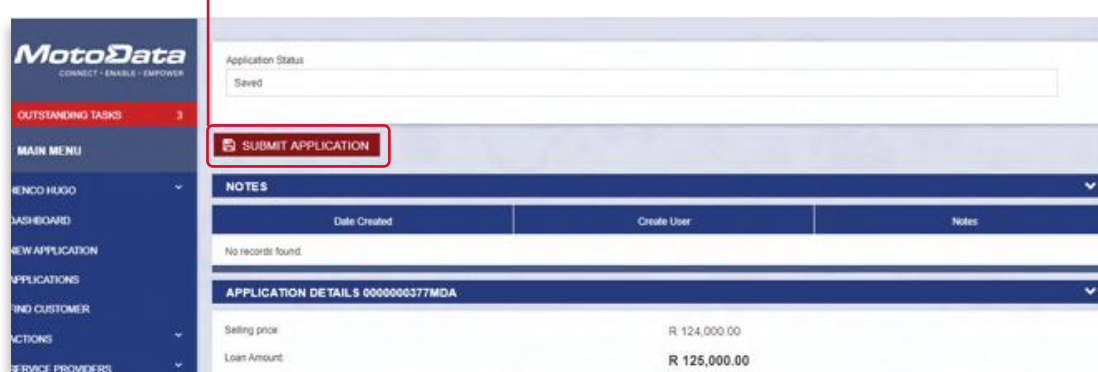 MotoData
CONNECT • ENABLE • EMPOWER
OUTSTANDING TASKS 3
MAIN MENU
HENCO HUGO
DASHBOARD
NEW APPLICATION
APPLICATIONS
FIND CUSTOMER
ACTIONS
SERVICE PROVIDERS
Application Status
Saved
SUBMIT APPLICATION
NOTES
Date Created Create User Notes
No records found.
APPLICATION DETAILS 0000000377MDA
Selling price R 124,000.00
Loan Amount R 125,000.00